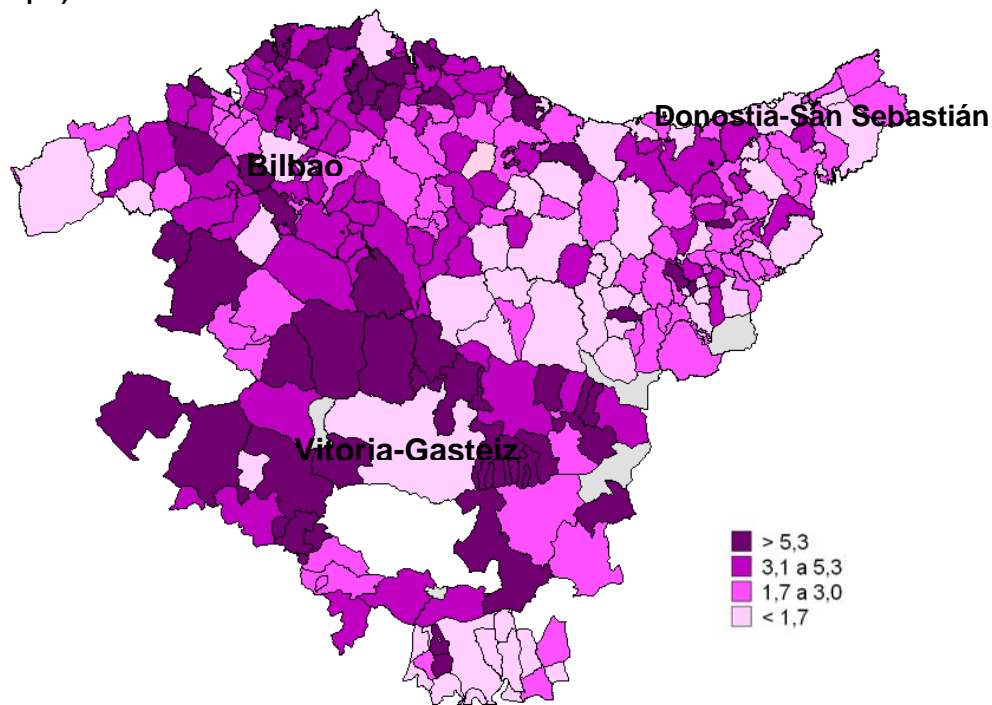 Donostia-San Sebastián
Bilbao
Vitoria-Gasteiz
> 5,3
3,1 a 5,3
1,7 a 3,0
< 1,7